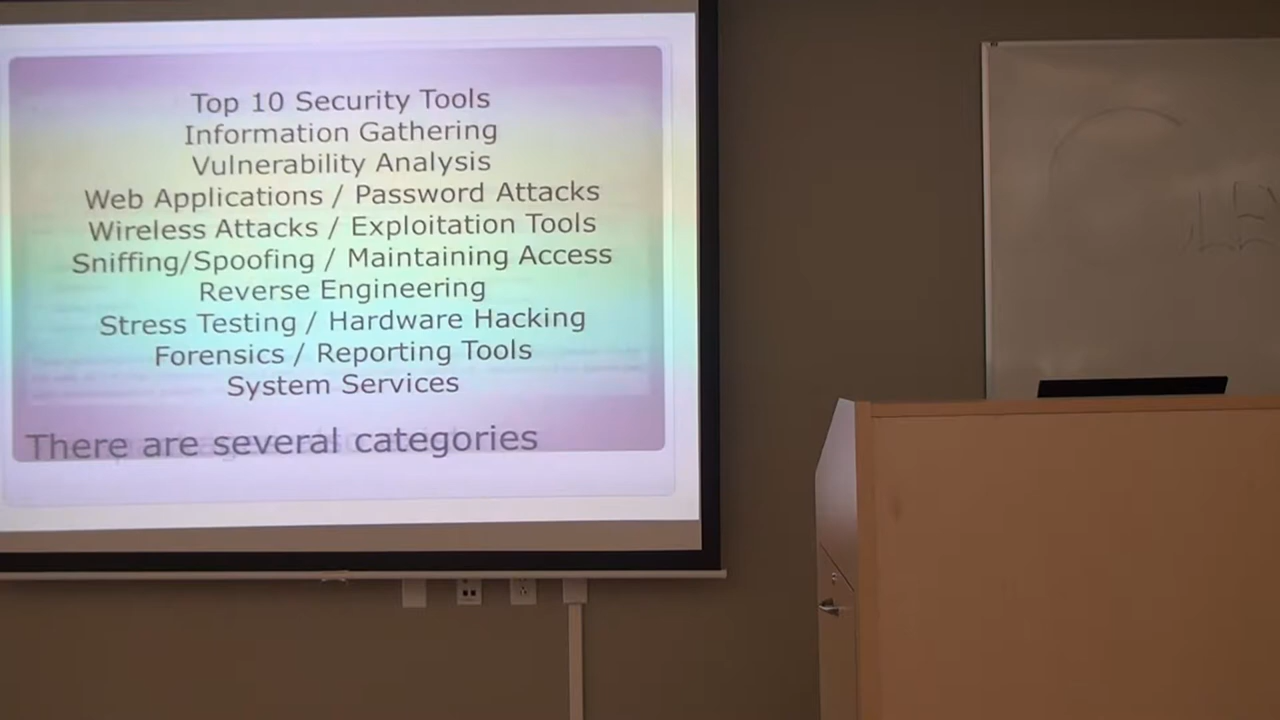 Top 10 Security Tools
Information Gathering
Vulnerability Analysis
Web Applications / Password Attacks
Wireless Attacks / Exploitation Tools
Sniffing/Spoofing / Maintaining Access
Reverse Engineering
Stress Testing / Hardware Hacking
Forensics / Reporting Tools
System Services
There are several categories